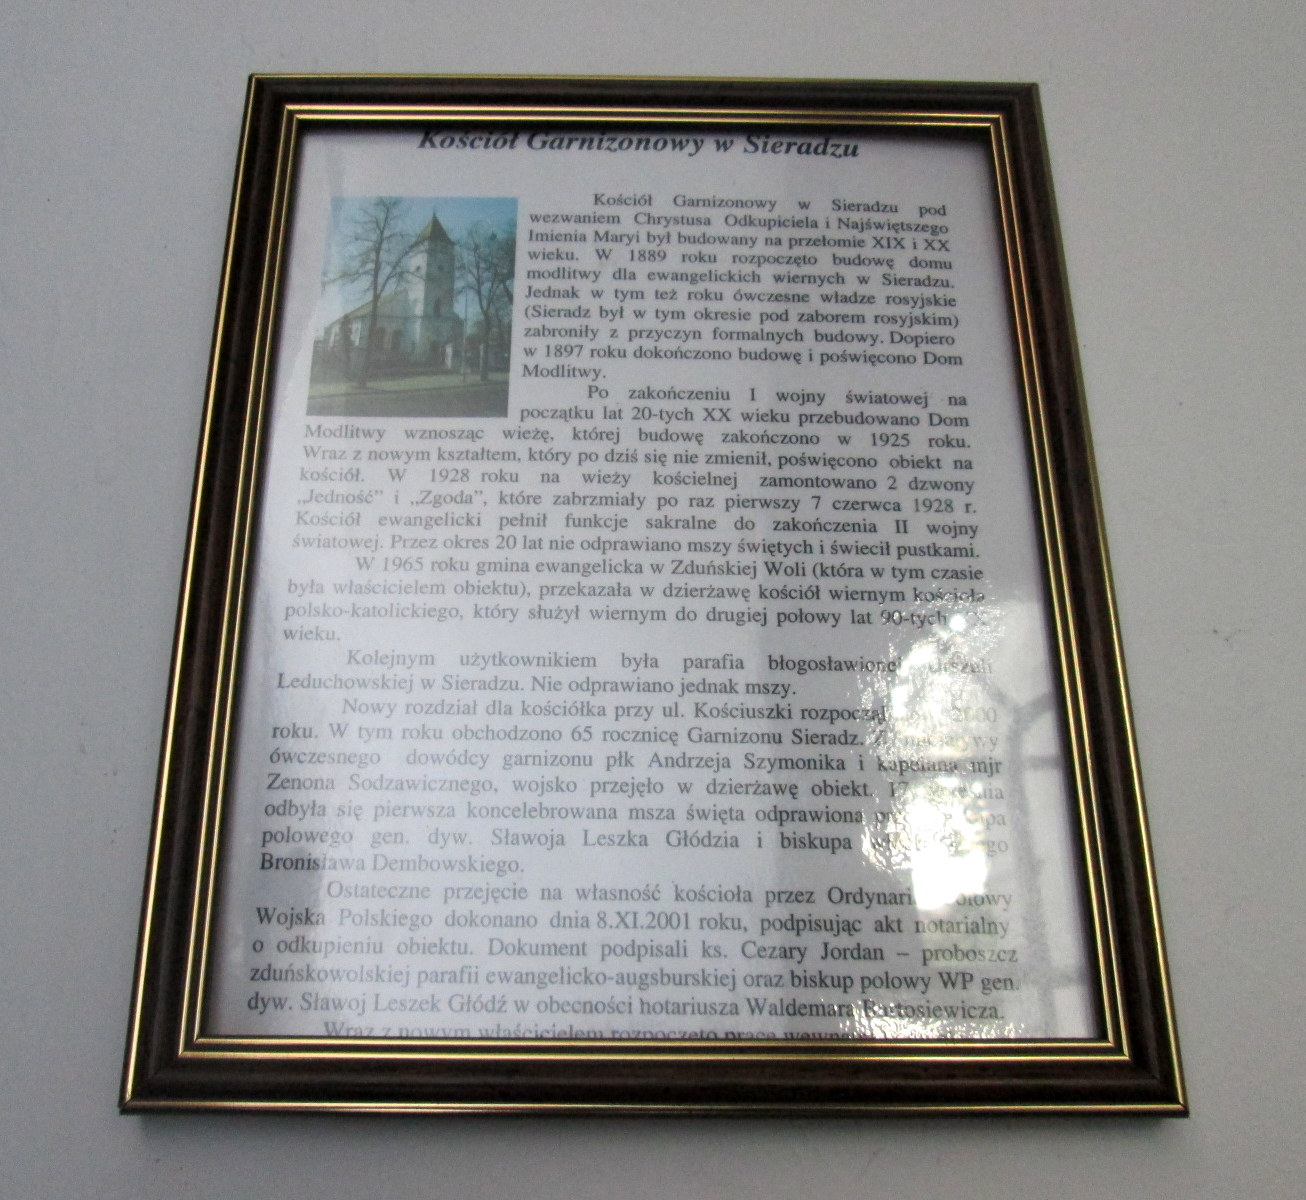 Kościół Garnizonowy w Sieradzu
Kościół Garnizonowy w Sieradzu pod
wezwaniem Chrystusa Odkupiciela i Najświętszego
Imienia Maryi był budowany na przełomie XIX i XX
wieku. W 1889 roku rozpoczęto budowę domu
modlitwy dla ewangelickich wiernych w Sieradzu.
Jednak w tym też roku ówczesne władze rosyjskie
(Sieradz był w tym okresie pod zaborem rosyjskim)
zabroniły z przyczyn formalnych budowy. Dopiero
w 1897 roku dokończono budowę i poświęcono Dom
Modlitwy.
Po zakończeniu I wojny światowej na
początku lat 20-tych XX wieku przebudowano Dom
Modlitwy wznosząc wieżę, której budowę zakończono w 1925 roku.
Wraz z nowym kształtem, który po dziś się nie zmienił, poświęcono obiekt na
kościół. W 1928 roku na wieży kościelnej zamontowano 2 dzwony
„Jedność” i „Zgoda”, które zabrzmiały po raz pierwszy 7 czerwca 1928 r.
Kościół ewangelicki pełnił funkcje sakralne do zakończenia II wojny
światowej. Przez okres 20 lat nie odprawiano mszy świętych i świecił pustkami.
W 1965 roku gmina ewangelicka w Zduńskiej Woli (która w tym czasie
była właścicielem obiektu), przekazała w dzierżawę kościół wiernym kościoła
polsko-katolickiego, który służył wiernym do drugiej połowy lat 90-tych
wieku.
Kolejnym użytkownikiem była parafia błogosławionej Urszuli
Leduchowskiej w Sieradzu. Nie odprawiano jednak mszy.
Nowy rozdział dla kościółka przy ul. Kościuszki rozpoczął 2000
roku. W tym roku obchodzono 65 rocznicę Garnizonu Sieradz.
ówczesnego dowódcy garnizonu płk Andrzeja Szymonika i kapelana mjr
Zenona Sodzawicznego, wojsko przejęło w dzierżawę obiekt. 17
odbyła się pierwsza koncelebrowana msza święta odprawiona
polowego gen. dyw. Sławoja Leszka Głódzia i biskupa
Bronisława Dembowskiego.
Ostateczne przejęcie na własność kościoła przez Ordynariat Polowy
Wojska Polskiego dokonano dnia 8.XI.2001 roku, podpisując akt notarialny
o odkupieniu obiektu. Dokument podpisali ks. Cezary Jordan – proboszcz
zduńskowolskiej parafii ewangelicko-augsburskiej oraz biskup polowy WP gen.
dyw. Sławoj Leszek Głódź w obecności hotariusza Waldemara Bartosiewicza.
Wraz z nowym właścicielem rozpoczęto prace